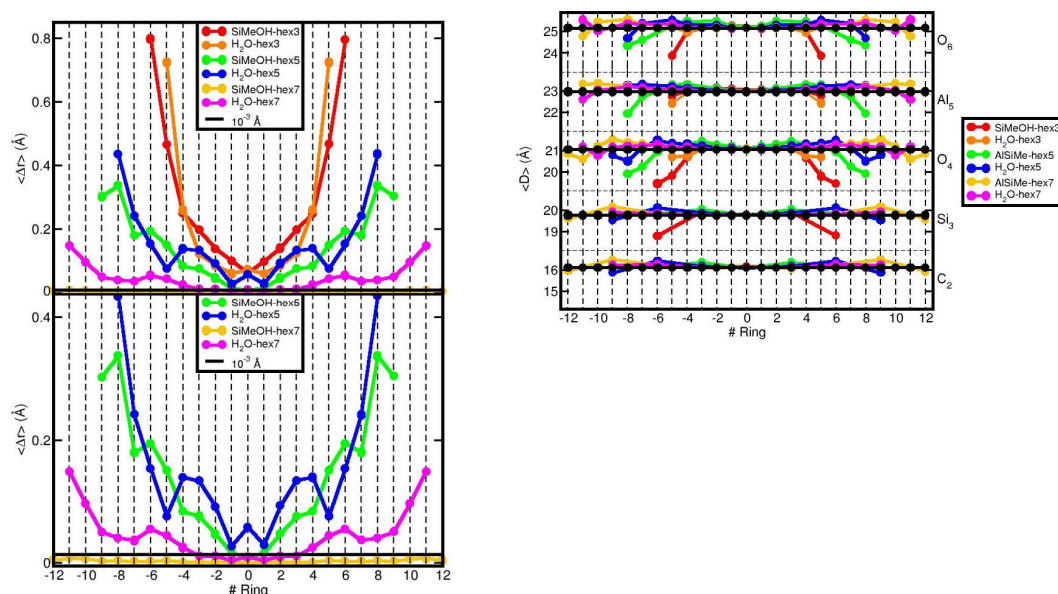 0.8
0.6
0.4
0.2
0
<Δr> (Å)
SiMeOH-hex3
H₂O-hex3
SiMeOH-hex5
H₂O-hex5
SiMeOH-hex7
H₂O-hex7
10⁻³ Å
0.4
0.2
0
<Δr> (Å)
SiMeOH-hex5
H₂O-hex5
SiMeOH-hex7
H₂O-hex7
10⁻³ Å
-12 -10 -8 -6 -4 -2 0 2 4 6 8 10 12
# Ring
25
24
23
22
21
20
20
19
16
15
<D> (Å)
O₆
Al₅
O₄
Si₃
C₂
-12 -10 -8 -6 -4 -2 0 2 4 6 8 10 12
# Ring
SiMeOH-hex3
H₂O-hex3
AlSiMe-hex5
H₂O-hex5
AlSiMe-hex7
H₂O-hex7